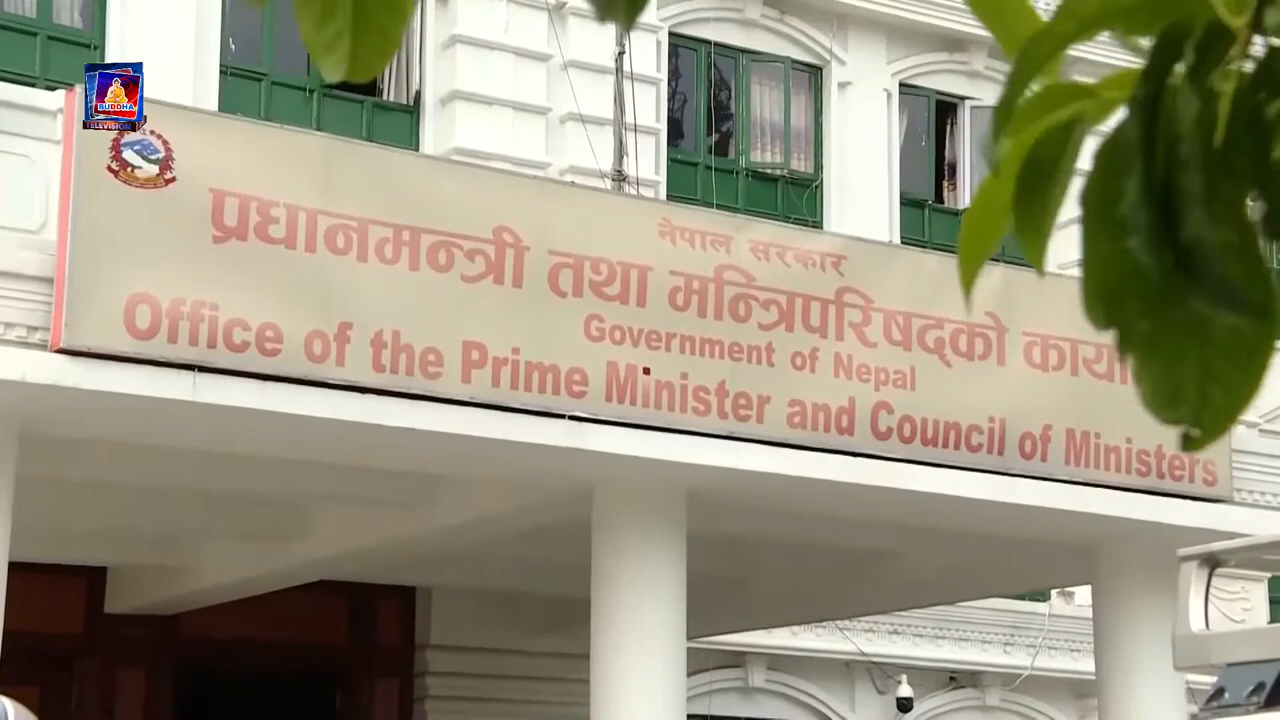 BUDDHA
TELEVISION
नेपाल सरकार
प्रधानमन्त्री तथा मन्त्रिपरिषद्को
Government of Nepal
Office of the Prime Minister and Council of Ministers